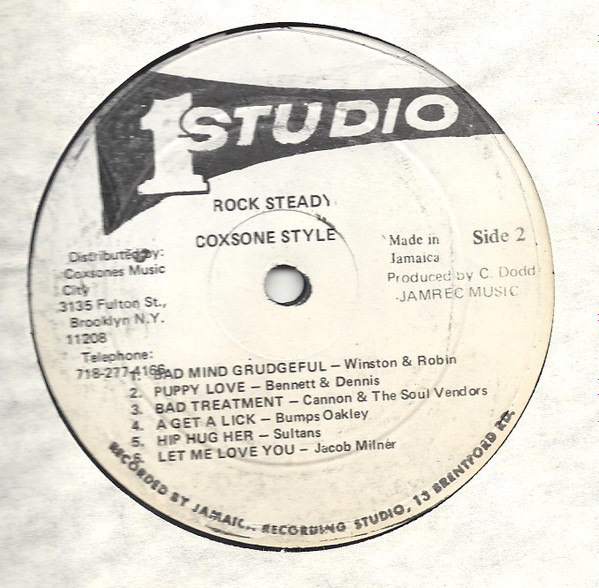 1 STUDIO
ROCK STEADY
COXSONE STYLE
Distributed by:
Coxsones Music
City
3135 Fulton St.,
Brooklyn N.Y.
11208
Telephone:
718-277-4166
Made in
Jamaica
Side 2
Produced by C. Dodd
JAMREC MUSIC
1. BAD MIND GRUDGEFUL – Winston & Robin
2. PUPPY LOVE – Bennett & Dennis
3. BAD TREATMENT – Cannon & The Soul Vendors
4. A GET A LICK – Bumps Oakley
5. HIP HUG HER – Sultans
6. LET ME LOVE YOU – Jacob Milner
RECORDED BY JAMAIC.. RECORDING STUDIO, 13 BRENTFORD RD.